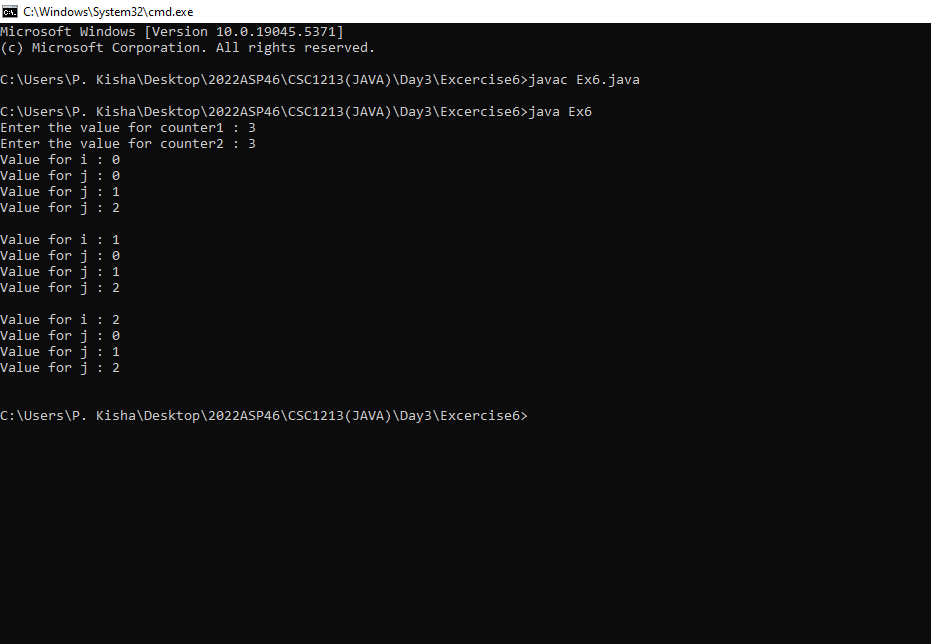 C:\Windows\System32\cmd.exe
Microsoft Windows [Version 10.0.19045.5371]
(c) Microsoft Corporation. All rights reserved.
C:\Users\P. Kisha\Desktop\2022ASP46\CSC1213(JAVA)\Day3\Excercise6>javac Ex6.java
C:\Users\P. Kisha\Desktop\2022ASP46\CSC1213(JAVA)\Day3\Excercise6>java Ex6
Enter the value for counter1 : 3
Enter the value for counter2 : 3
Value for i : 0
Value for j : 0
Value for j : 1
Value for j : 2
Value for i : 1
Value for j : 0
Value for j : 1
Value for j : 2
Value for i : 2
Value for j : 0
Value for j : 1
Value for j : 2
C:\Users\P. Kisha\Desktop\2022ASP46\CSC1213(JAVA)\Day3\Excercise6>